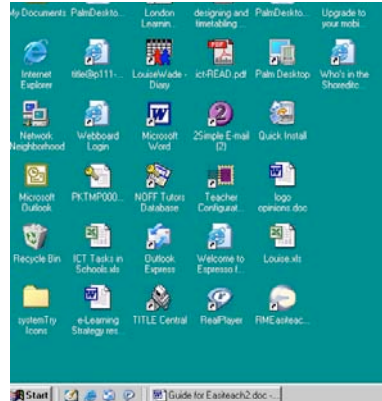 My Documents PalmDeskto... London Learnin... designing and timetabling... PalmDeskto... Upgrade to your mobi...
Internet Explorer title@p111-... LouiseWade - Diary ict-READ.pdf Palm Desktop Who's in the Shoreditc...
Network Neighborhood Webboard Login Microsoft Word 2Simple E-mail (2) Quick Install
Microsoft Outlook PKTMP000... NOFF Tutors Database Teacher Configurat... logo opinions.doc
Recycle Bin ICT Tasks in Schools.xls Outlook Express Welcome to Espresso f... Louise.xls
systemTry Icons e-Learning Strategy res... TITLE Central RealPlayer RMEasiteac...
Start Guide for Easiteach2.doc -...